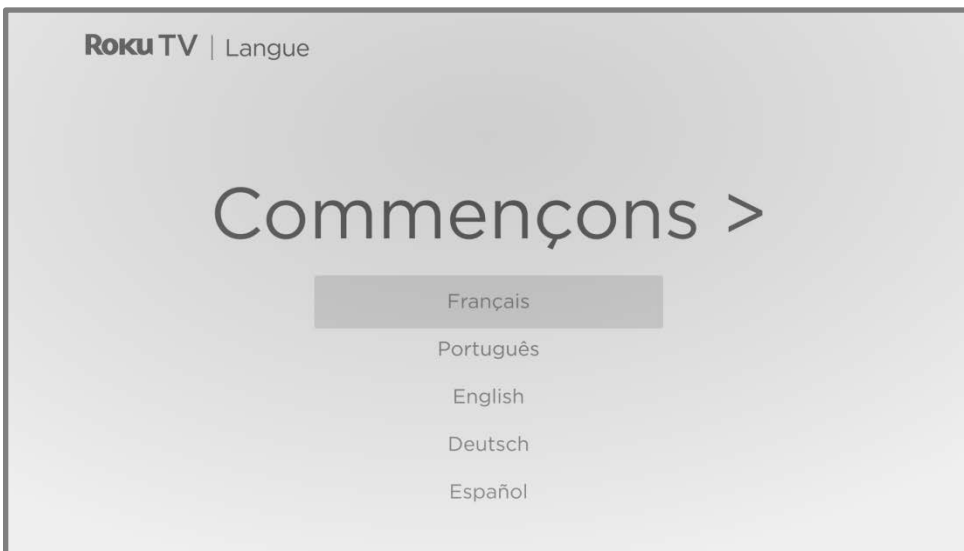 Roku TV | Langue
Commençons >
Français
Português
English
Deutsch
Español